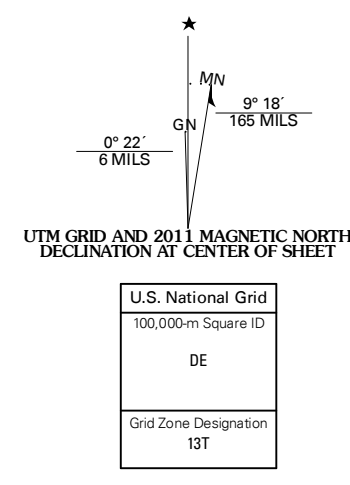 ★
MN
GN
9° 18´
165 MILS
0° 22´
6 MILS
UTM GRID AND 2011 MAGNETIC NORTH
DECLINATION AT CENTER OF SHEET
U.S. National Grid
100,000-m Square ID
DE
Grid Zone Designation
13T